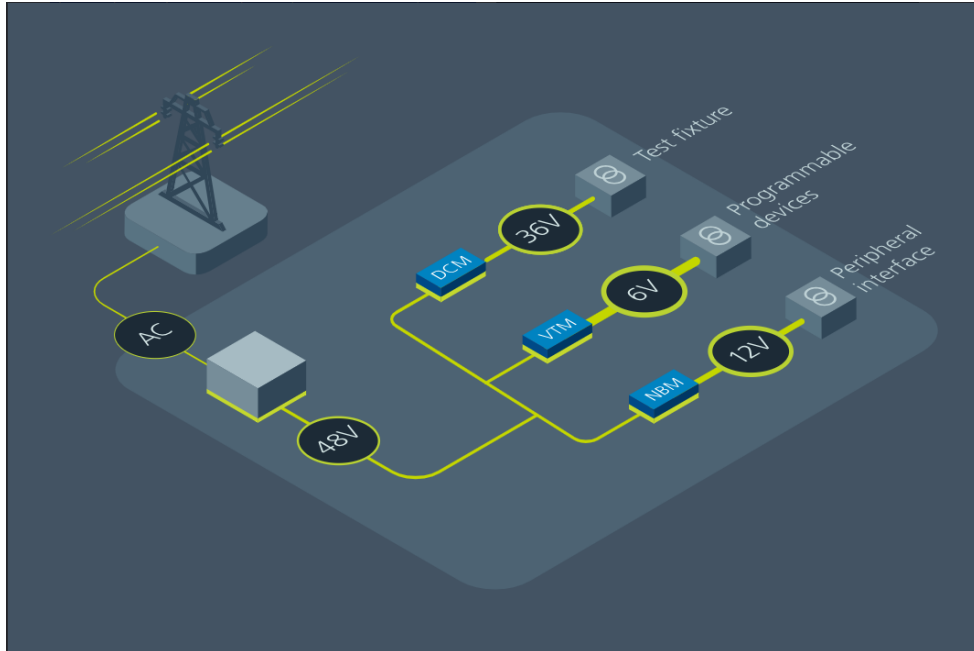 Test fixture
Programmable
devices
Peripheral
interface
36V
DCM
6V
VTM
12V
NBM
AC
48V